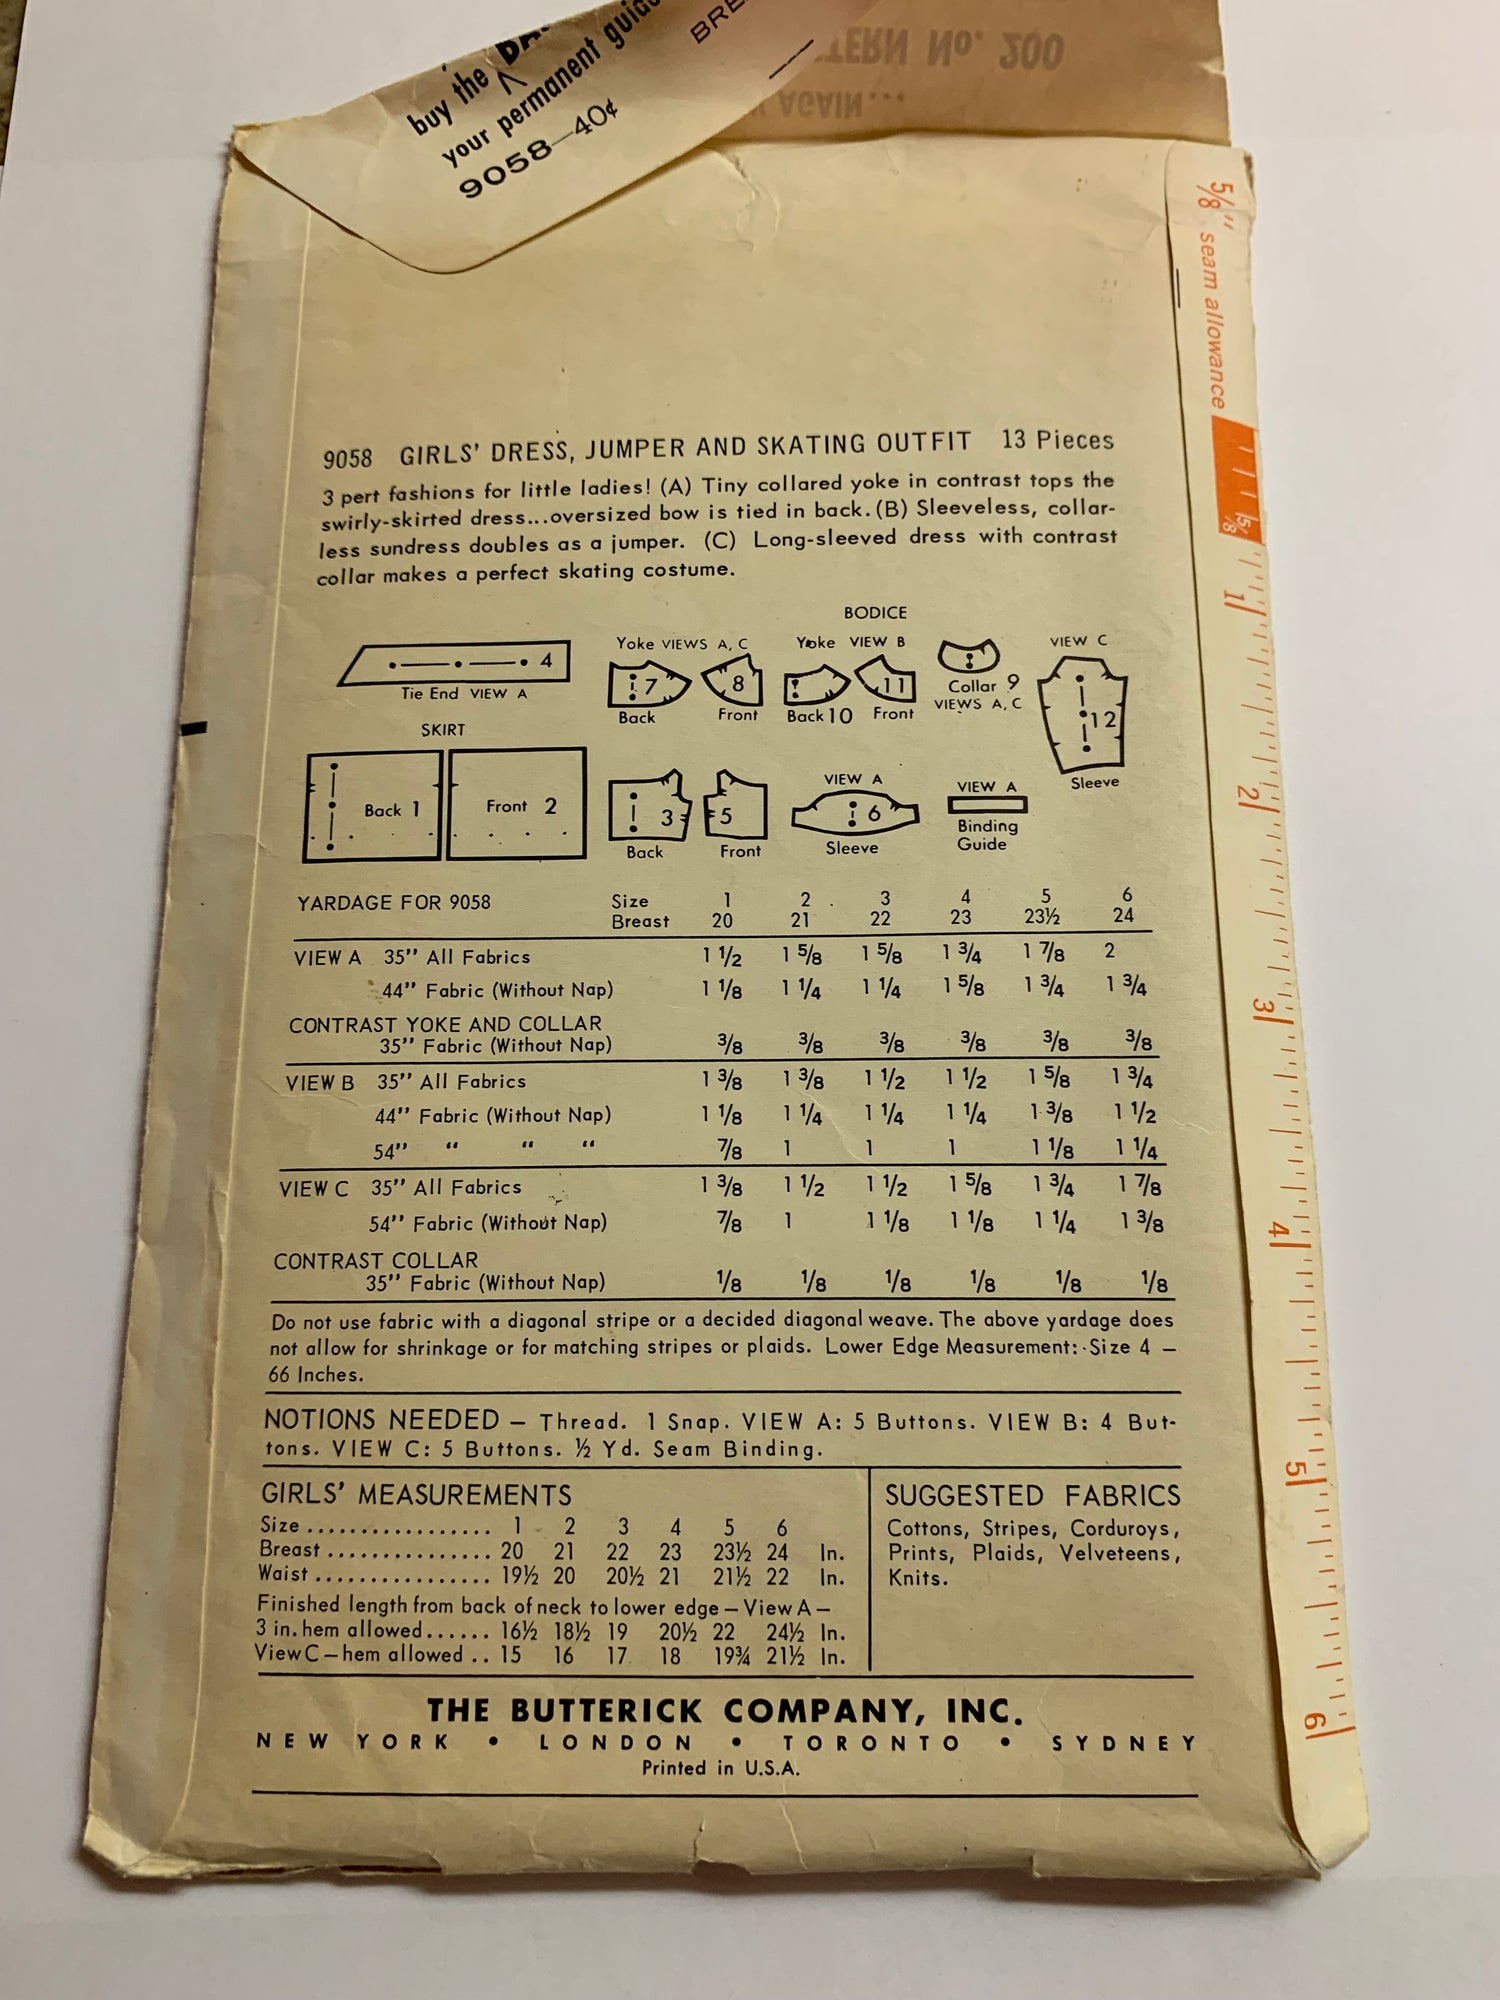 buy the
your permanent
9058—40¢
TERN No. 200
AGAIN...
5/8" seam allowance
5/8
1
2
3
4
5
6
9058 GIRLS' DRESS, JUMPER AND SKATING OUTFIT 13 Pieces
3 pert fashions for little ladies! (A) Tiny collared yoke in contrast tops the
swirly-skirted dress...oversized bow is tied in back. (B) Sleeveless, collar-
less sundress doubles as a jumper. (C) Long-sleeved dress with contrast
collar makes a perfect skating costume.
BODICE
Yoke VIEWS A, C Yoke VIEW B VIEW C
4 7 8 11
Tie End VIEW A
Back Front Back 10 Front
Collar 9
VIEWS A, C
12
Sleeve
SKIRT
Back 1 Front 2
3 5
Back Front
VIEW A
6
Sleeve
VIEW A
Binding
Guide
YARDAGE FOR 9058 Size 1 2 3 4 5 6
Breast 20 21 22 23 23½ 24
VIEW A 35" All Fabrics 1 1/2 1 5/8 1 5/8 1 3/4 1 7/8 2
44" Fabric (Without Nap) 1 1/8 1 1/4 1 1/4 1 5/8 1 3/4 1 3/4
CONTRAST YOKE AND COLLAR
35" Fabric (Without Nap) 3/8 3/8 3/8 3/8 3/8 3/8
VIEW B 35" All Fabrics 1 3/8 1 3/8 1 1/2 1 1/2 1 5/8 1 3/4
44" Fabric (Without Nap) 1 1/8 1 1/4 1 1/4 1 1/4 1 3/8 1 1/2
54" " " " 7/8 1 1 1 1 1/8 1 1/4
VIEW C 35" All Fabrics 1 3/8 1 1/2 1 1/2 1 5/8 1 3/4 1 7/8
54" Fabric (Without Nap) 7/8 1 1 1/8 1 1/8 1 1/4 1 3/8
CONTRAST COLLAR
35" Fabric (Without Nap) 1/8 1/8 1/8 1/8 1/8 1/8
Do not use fabric with a diagonal stripe or a decided diagonal weave. The above yardage does
not allow for shrinkage or for matching stripes or plaids. Lower Edge Measurement: Size 4 –
66 Inches.
NOTIONS NEEDED – Thread. 1 Snap. VIEW A: 5 Buttons. VIEW B: 4 But-
tons. VIEW C: 5 Buttons. ½ Yd. Seam Binding.
GIRLS' MEASUREMENTS
Size .................. 1 2 3 4 5 6
Breast ................ 20 21 22 23 23½ 24 In.
Waist ................. 19½ 20 20½ 21 21½ 22 In.
Finished length from back of neck to lower edge – View A –
3 in. hem allowed ...... 16½ 18½ 19 20½ 22 24½ In.
View C – hem allowed .. 15 16 17 18 19¾ 21½ In.
SUGGESTED FABRICS
Cottons, Stripes, Corduroys,
Prints, Plaids, Velveteens,
Knits.
THE BUTTERICK COMPANY, INC.
NEW YORK • LONDON • TORONTO • SYDNEY
Printed in U.S.A.